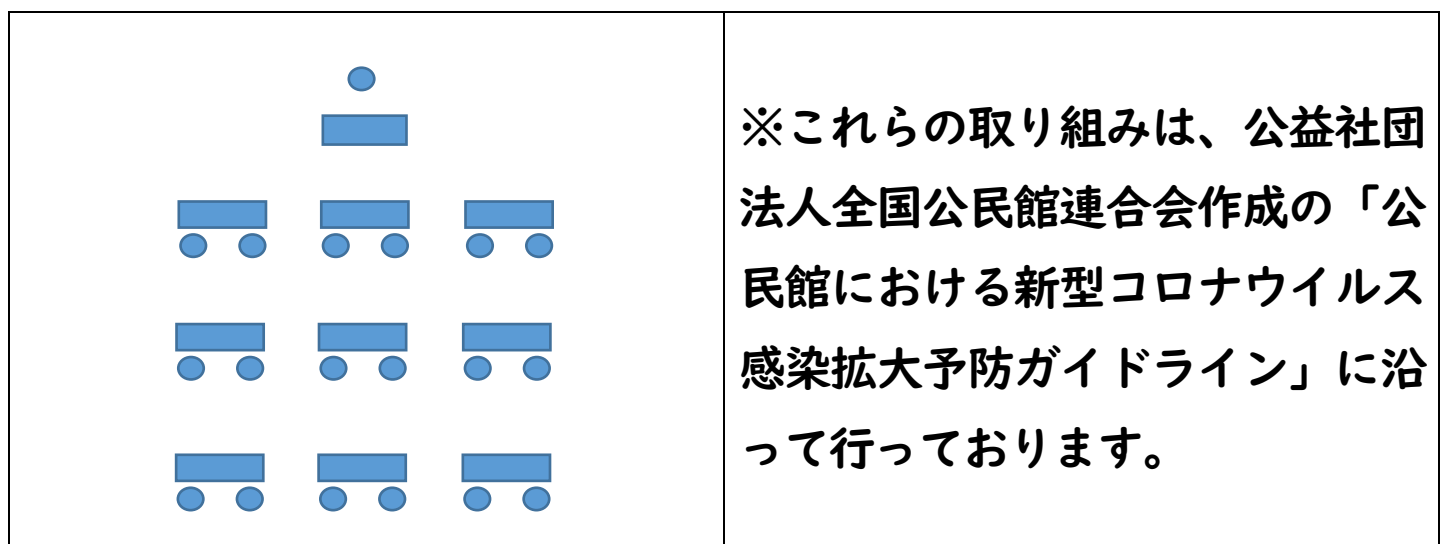 ※これらの取り組みは、公益社団
法人全国公民館連合会作成の「公
民館における新型コロナウイルス
感染拡大予防ガイドライン」に沿
って行っております。